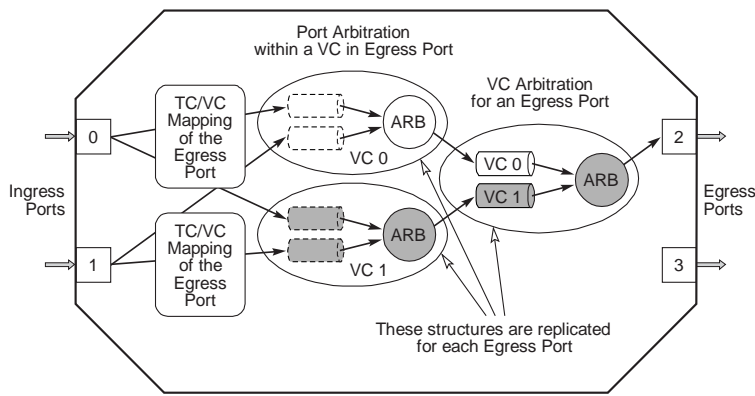 Port Arbitration
within a VC in Egress Port
VC Arbitration
for an Egress Port
TC/VC
Mapping
of the
Egress
Port
ARB
VC 0
0
2
VC 0
VC 1
ARB
Ingress
Ports
Egress
Ports
TC/VC
Mapping
of the
Egress
Port
ARB
VC 1
1
3
These structures are replicated
for each Egress Port